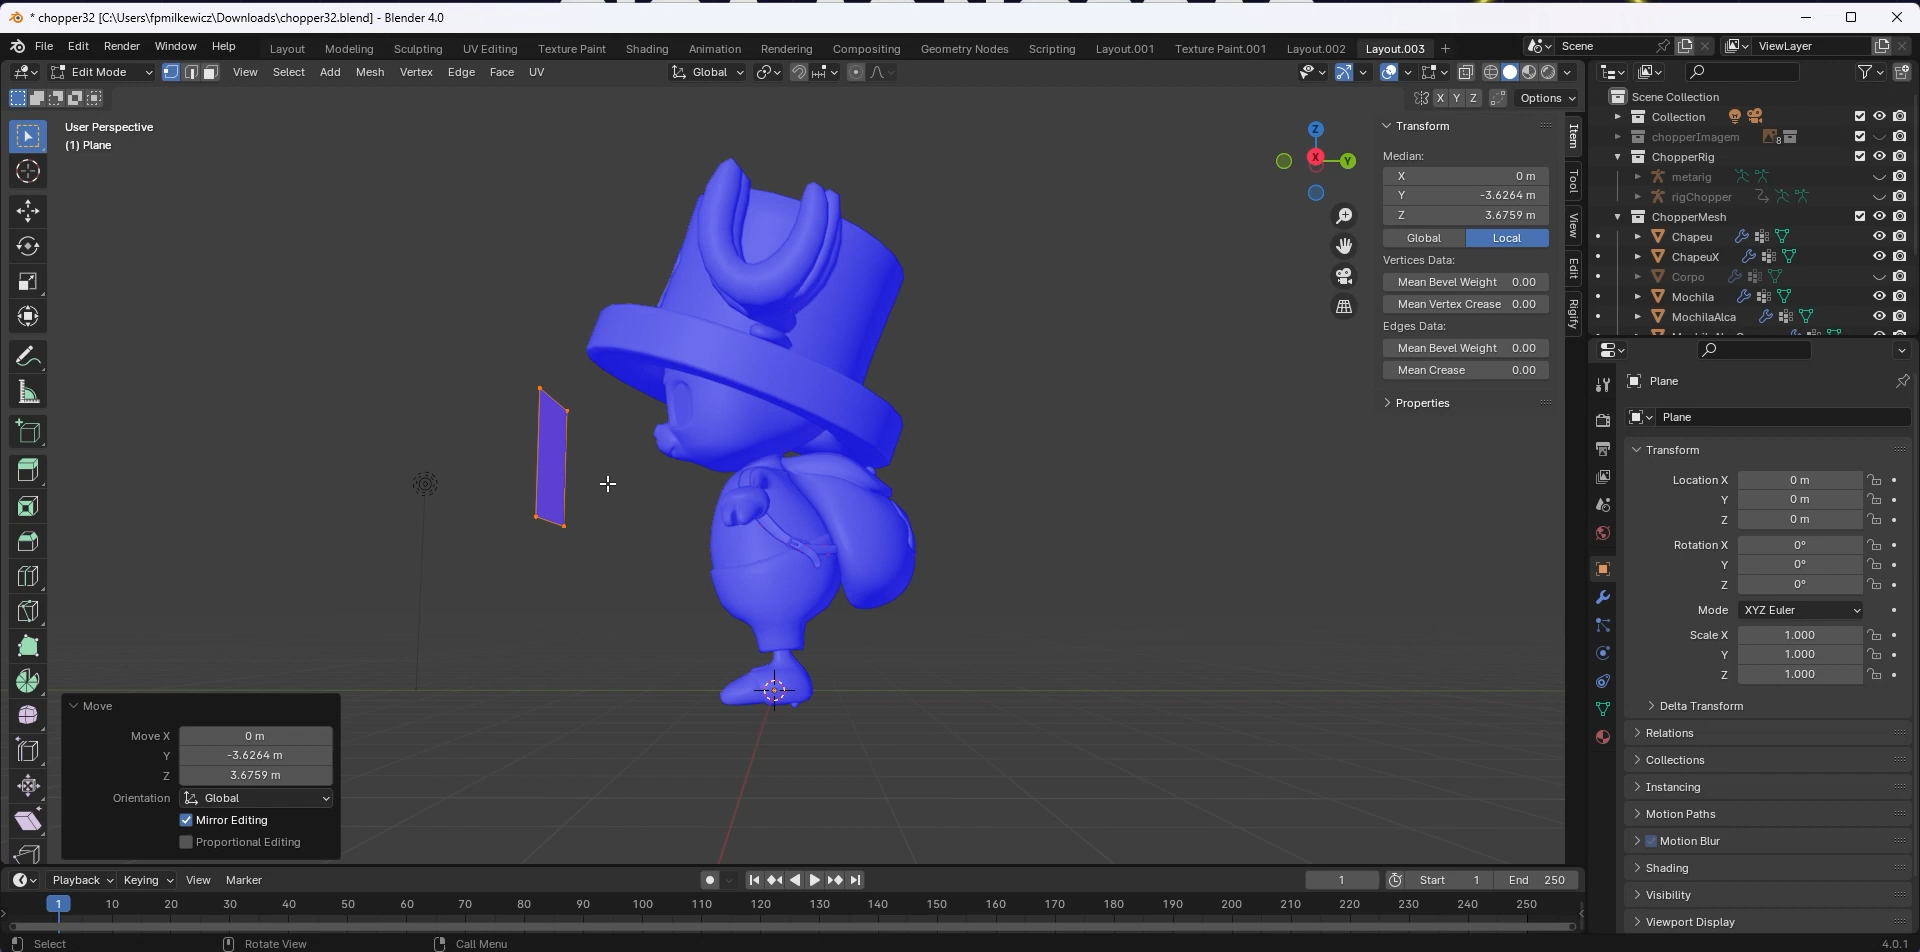 * chopper32 [C:\Users\fpmilkewicz\Downloads\chopper32.blend] - Blender 4.0
File Edit Render Window Help Layout Modeling Sculpting UV Editing Texture Paint Shading Animation Rendering Compositing Geometry Nodes Scripting Layout.001 Texture Paint.001 Layout.002 Layout.003 + Scene ViewLayer
Edit Mode View Select Add Mesh Vertex Edge Face UV Global
X Y Z Options
User Perspective
(1) Plane
Z
X
Y
Transform
Median:
X 0 m
Y -3.6264 m
Z 3.6759 m
Global Local
Vertices Data:
Mean Bevel Weight 0.00
Mean Vertex Crease 0.00
Edges Data:
Mean Bevel Weight 0.00
Mean Crease 0.00
Properties
Item
Tool
View
Edit
Rigify
Scene Collection
Collection
chopperImagem 8
ChopperRig
metarig
rigChopper
ChopperMesh
Chapeu
ChapeuX
Corpo
Mochila
MochilaAlca
Plane
Plane
Transform
Location X 0 m
Y 0 m
Z 0 m
Rotation X 0°
Y 0°
Z 0°
Mode XYZ Euler
Scale X 1.000
Y 1.000
Z 1.000
Delta Transform
Relations
Collections
Instancing
Motion Paths
Motion Blur
Shading
Visibility
Viewport Display
Move
Move X 0 m
Y -3.6264 m
Z 3.6759 m
Orientation Global
Mirror Editing
Proportional Editing
Playback Keying View Marker 1 Start 1 End 250
1 10 20 30 40 50 60 70 80 90 100 110 120 130 140 150 160 170 180 190 200 210 220 230 240 250
Select Rotate View Call Menu 4.0.1